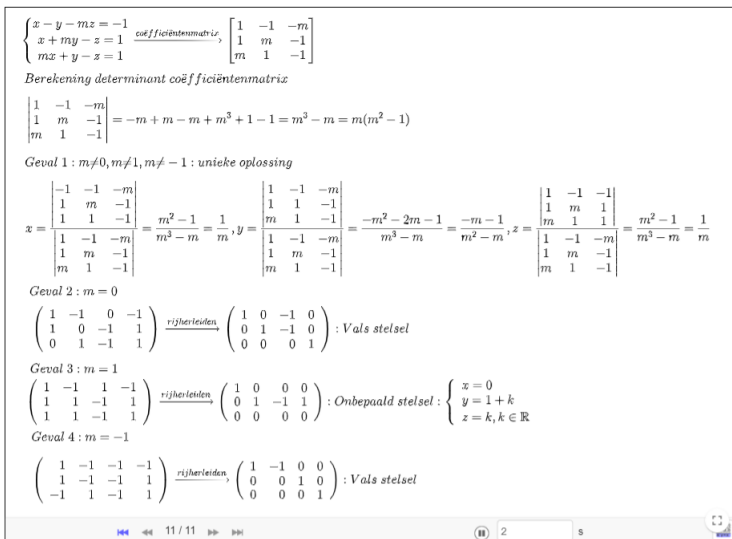 { x − y − mz = −1
x + my − z = 1
mx + y − z = 1 coëfficiëntenmatrix → [ 1 −1 −m
1 m −1
m 1 −1 ]
Berekening determinant coëfficiëntenmatrix
| 1 −1 −m
1 m −1
m 1 −1 | = −m + m − m + m³ + 1 − 1 = m³ − m = m(m² − 1)
Geval 1 : m≠0, m≠1, m≠ − 1 : unieke oplossing
x = | −1 −1 −m
1 m −1
1 1 −1 | / | 1 −1 −m
1 m −1
m 1 −1 | = (m² − 1)/(m³ − m) = 1/m , y = | 1 −1 −m
1 1 −1
m 1 −1 | / | 1 −1 −m
1 m −1
m 1 −1 | = (−m² − 2m − 1)/(m³ − m) = (−m − 1)/(m² − m) , z = | 1 −1 −1
1 m 1
m 1 1 | / | 1 −1 −m
1 m −1
m 1 −1 | = (m² − 1)/(m³ − m) = 1/m
Geval 2 : m = 0
( 1 −1 0 −1
1 0 −1 1
0 1 −1 1 ) rijherleiden → ( 1 0 −1 0
0 1 −1 0
0 0 0 1 ) : Vals stelsel
Geval 3 : m = 1
( 1 −1 1 −1
1 1 −1 1
1 1 −1 1 ) rijherleiden → ( 1 0 0 0
0 1 −1 1
0 0 0 0 ) : Onbepaald stelsel : { x = 0
y = 1 + k
z = k, k ∈ ℝ
Geval 4 : m = −1
( 1 −1 −1 −1
1 −1 −1 1
−1 1 −1 1 ) rijherleiden → ( 1 −1 0 0
0 0 1 0
0 0 0 1 ) : Vals stelsel
11 / 11 2 s